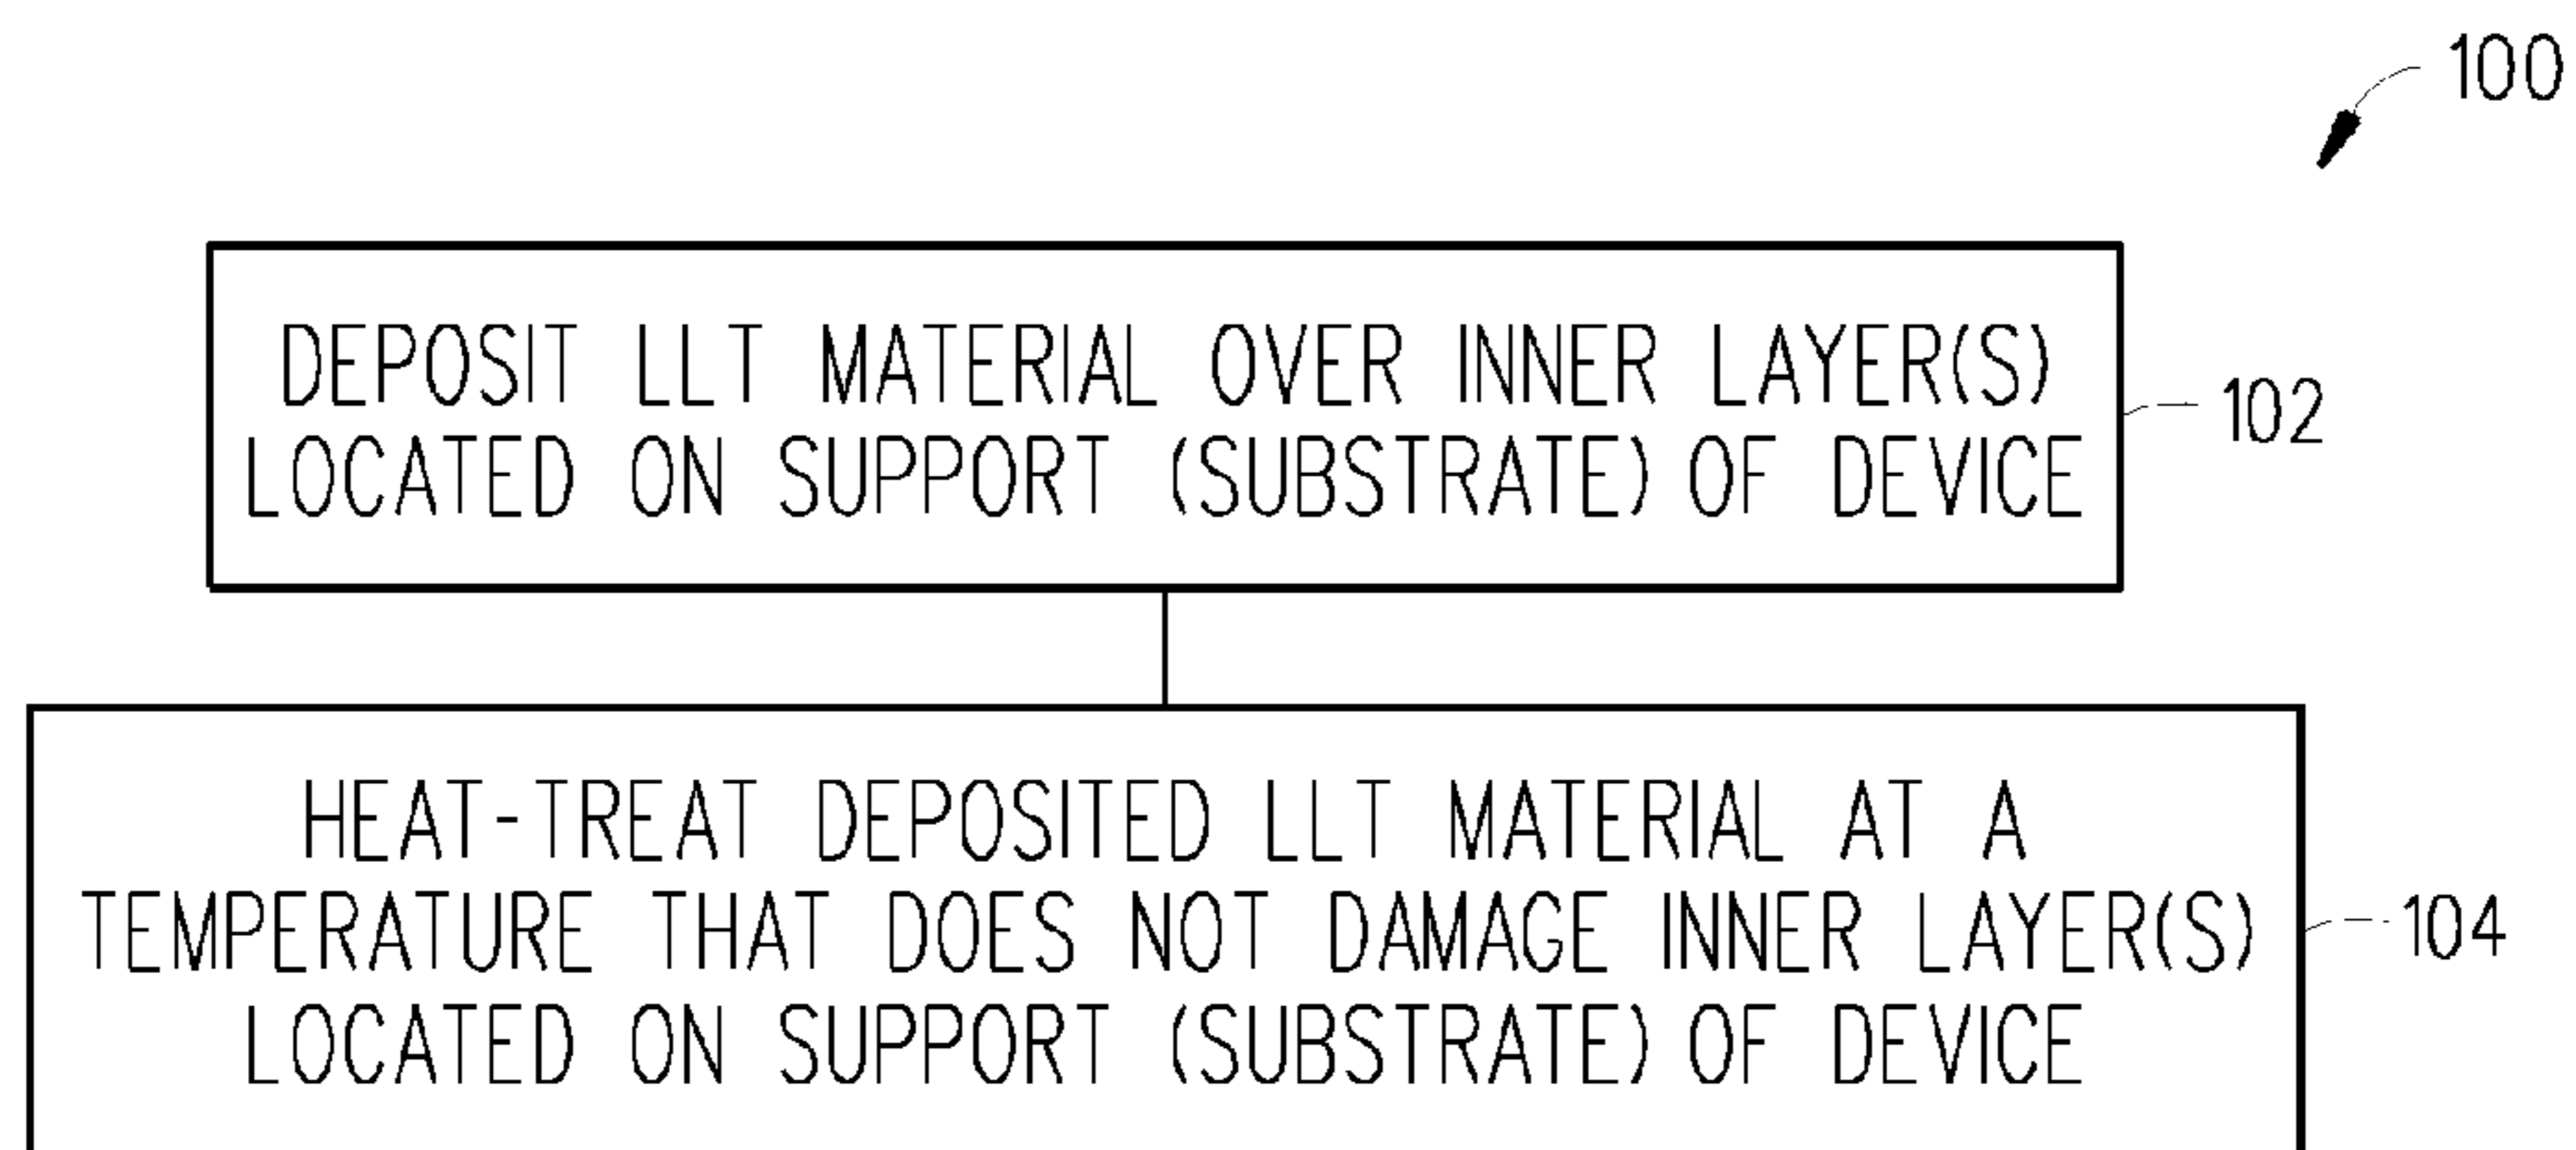 100
DEPOSIT LLT MATERIAL OVER INNER LAYER(S)
LOCATED ON SUPPORT (SUBSTRATE) OF DEVICE
102
HEAT-TREAT DEPOSITED LLT MATERIAL AT A
TEMPERATURE THAT DOES NOT DAMAGE INNER LAYER(S)
LOCATED ON SUPPORT (SUBSTRATE) OF DEVICE
104